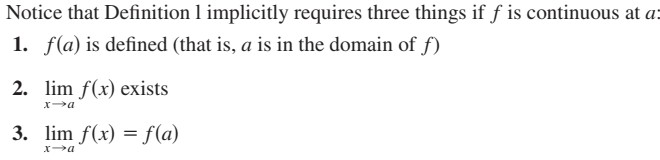 Notice that Definition 1 implicitly requires three things if f is continuous at a:
1. f(a) is defined (that is, a is in the domain of f)
2. lim x→a f(x) exists
3. lim x→a f(x) = f(a)